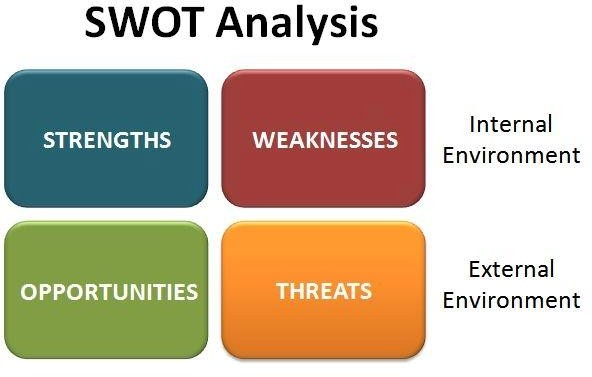 SWOT Analysis
STRENGTHS
WEAKNESSES
Internal
Environment
OPPORTUNITIES
THREATS
External
Environment